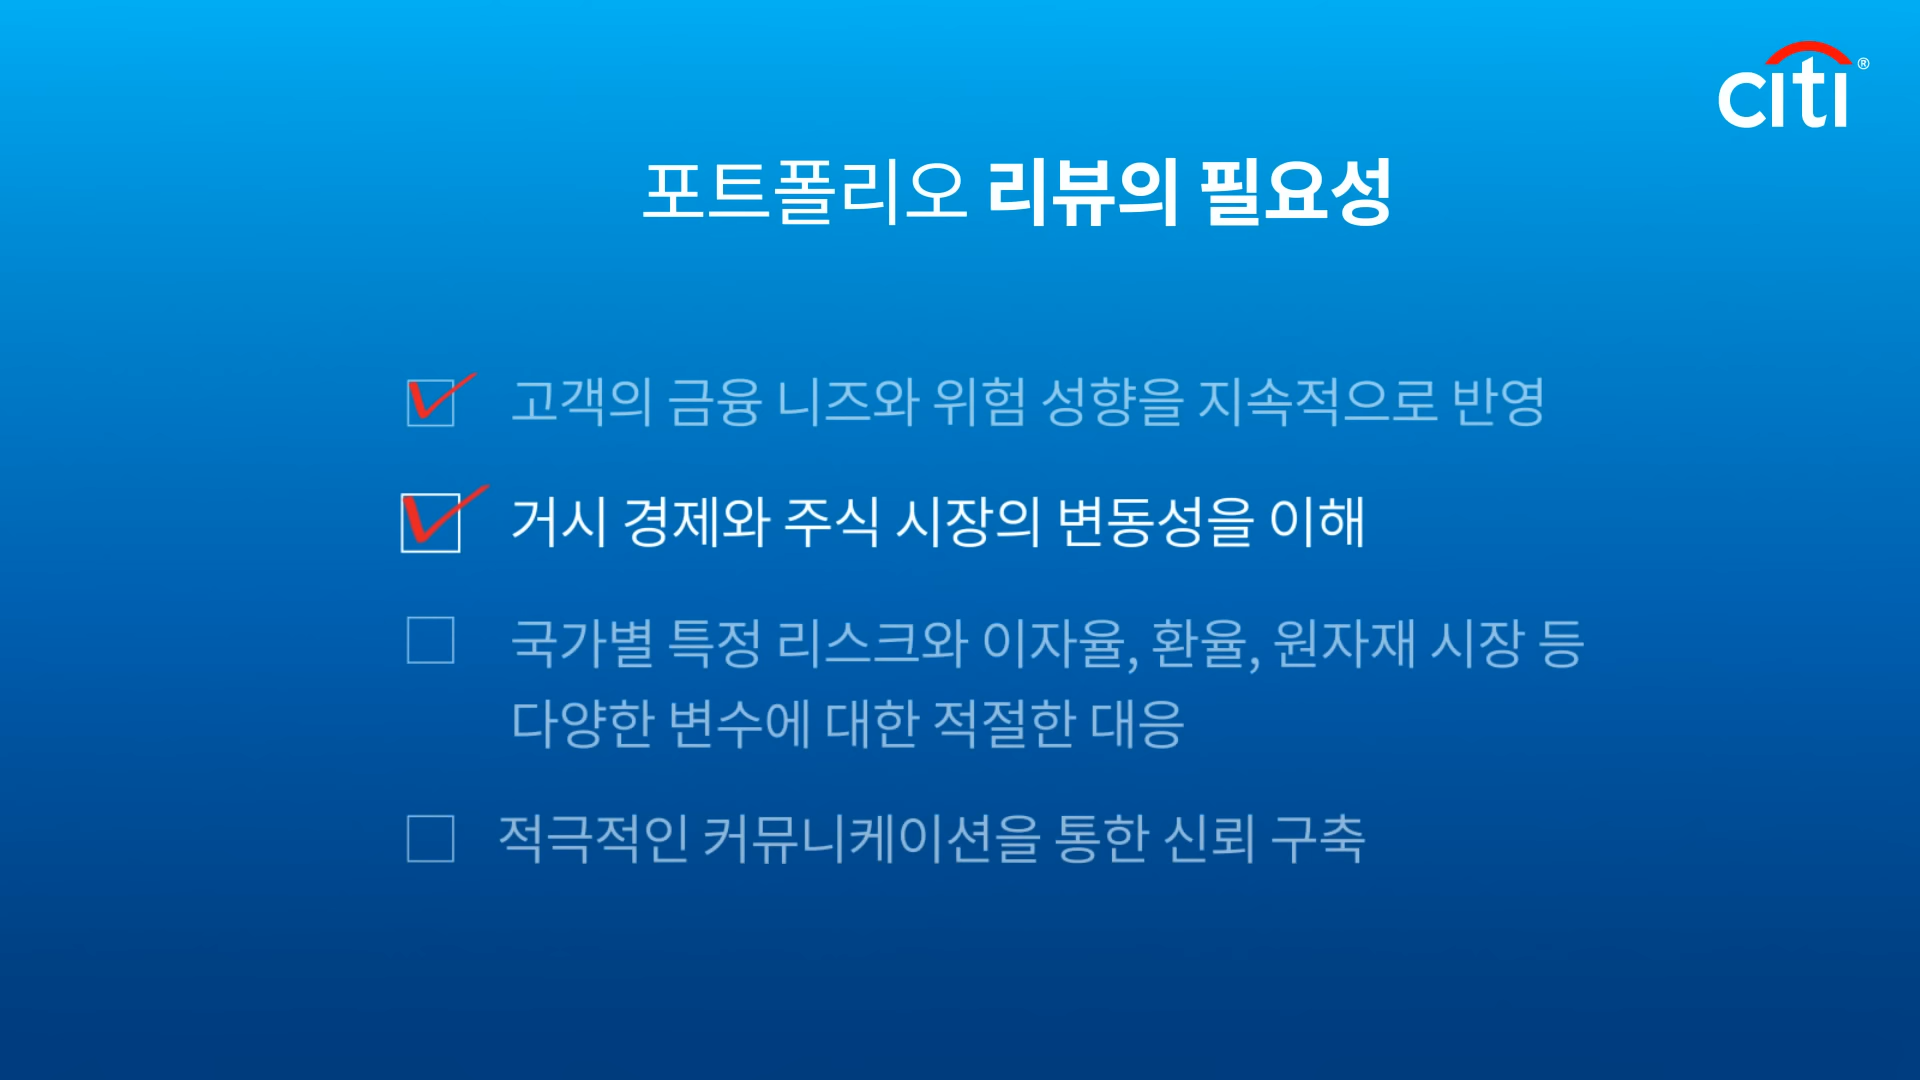 citi®
포트폴리오 리뷰의 필요성
고객의 금융 니즈와 위험 성향을 지속적으로 반영
거시 경제와 주식 시장의 변동성을 이해
국가별 특정 리스크와 이자율, 환율, 원자재 시장 등
다양한 변수에 대한 적절한 대응
적극적인 커뮤니케이션을 통한 신뢰 구축